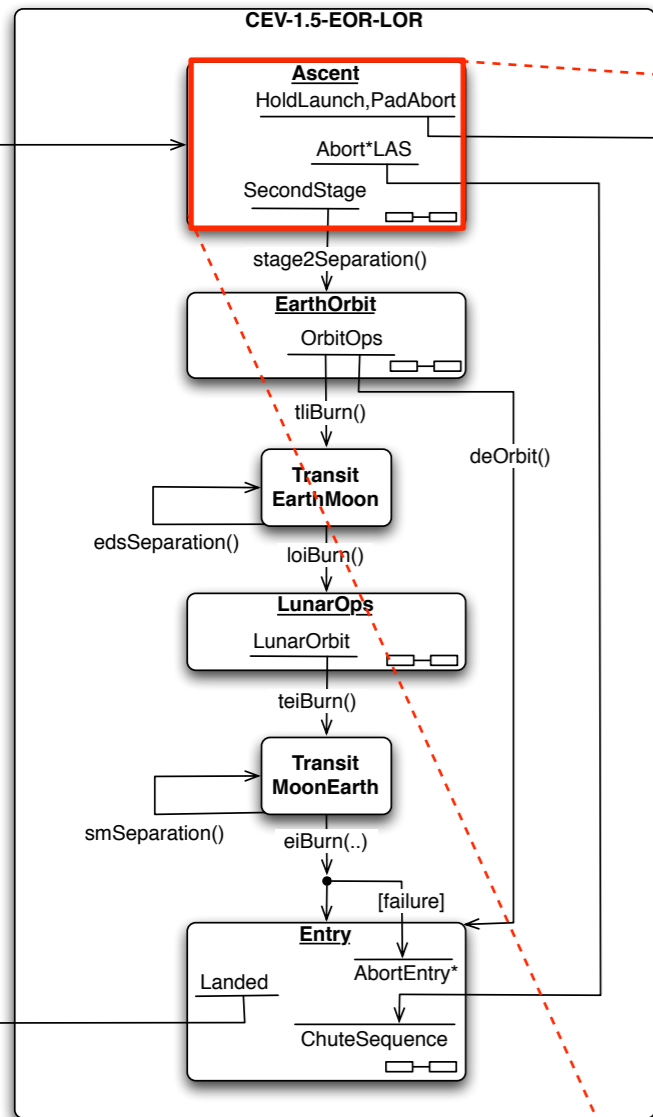 CEV-1.5-EOR-LOR
Ascent
HoldLaunch,PadAbort
Abort*LAS
SecondStage
stage2Separation()
EarthOrbit
OrbitOps
tliBurn()
deOrbit()
Transit
EarthMoon
edsSeparation()
loiBurn()
LunarOps
LunarOrbit
teiBurn()
Transit
MoonEarth
smSeparation()
eiBurn(..)
[failure]
Entry
AbortEntry*
Landed
ChuteSequence